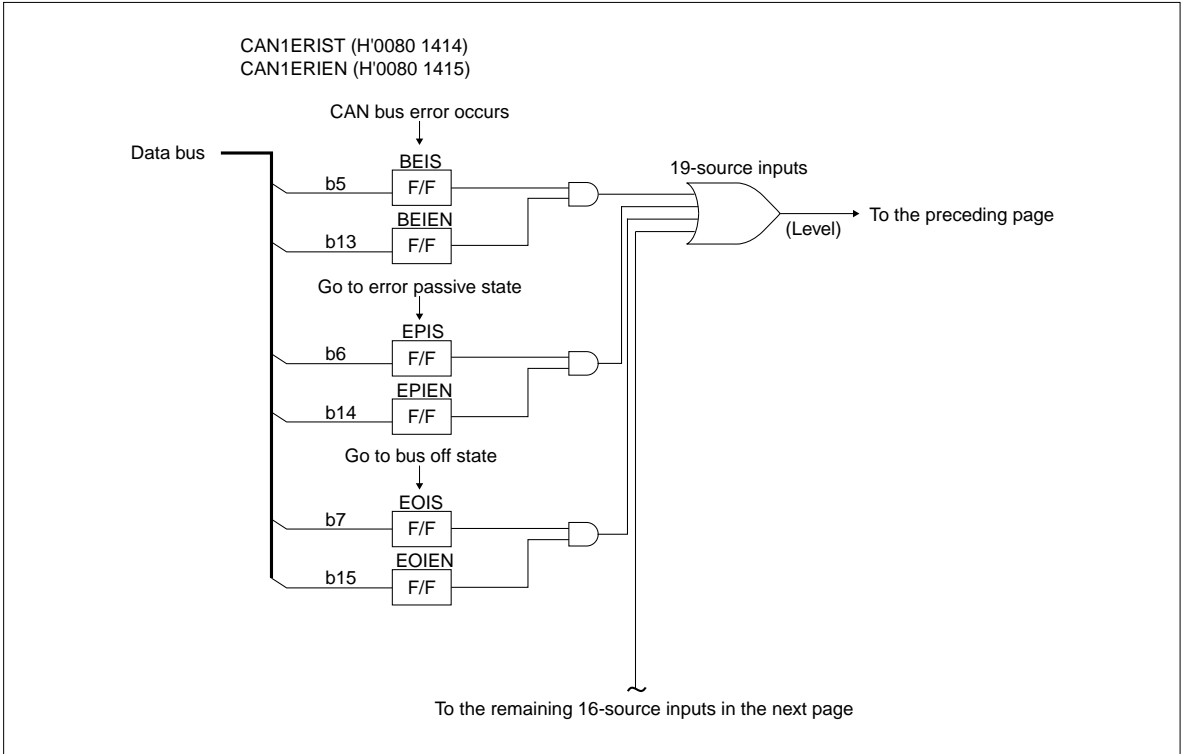 CAN1ERIST (H'0080 1414)
CAN1ERIEN (H'0080 1415)
CAN bus error occurs
Data bus
BEIS
19-source inputs
b5
F/F
BEIEN
To the preceding page
(Level)
b13
F/F
Go to error passive state
EPIS
b6
F/F
EPIEN
b14
F/F
Go to bus off state
EOIS
b7
F/F
EOIEN
b15
F/F
To the remaining 16-source inputs in the next page